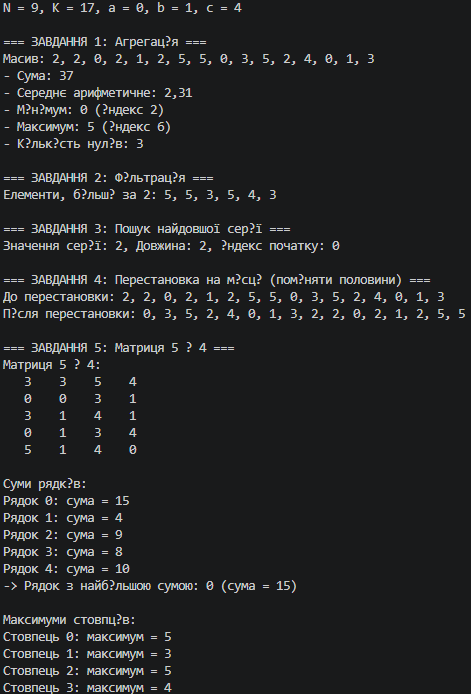 N = 9, K = 17, a = 0, b = 1, c = 4
=== ЗАВДАННЯ 1: Агрегац?я ===
Масив: 2, 2, 0, 2, 1, 2, 5, 5, 0, 3, 5, 2, 4, 0, 1, 3
- Сума: 37
- Середнє арифметичне: 2,31
- М?н?мум: 0 (?ндекс 2)
- Максимум: 5 (?ндекс 6)
- К?льк?сть нул?в: 3
=== ЗАВДАННЯ 2: Ф?льтрац?я ===
Елементи, б?льш? за 2: 5, 5, 3, 5, 4, 3
=== ЗАВДАННЯ 3: Пошук найдовшої сер?ї ===
Значення сер?ї: 2, Довжина: 2, ?ндекс початку: 0
=== ЗАВДАННЯ 4: Перестановка на м?сц? (пом?няти половини) ===
До перестановки: 2, 2, 0, 2, 1, 2, 5, 5, 0, 3, 5, 2, 4, 0, 1, 3
П?сля перестановки: 0, 3, 5, 2, 4, 0, 1, 3, 2, 2, 0, 2, 1, 2, 5, 5
=== ЗАВДАННЯ 5: Матриця 5 ? 4 ===
Матриця 5 ? 4:
3 3 5 4
0 0 3 1
3 1 4 1
0 1 3 4
5 1 4 0
Суми рядк?в:
Рядок 0: сума = 15
Рядок 1: сума = 4
Рядок 2: сума = 9
Рядок 3: сума = 8
Рядок 4: сума = 10
-> Рядок з найб?льшою сумою: 0 (сума = 15)
Максимуми стовпц?в:
Стовпець 0: максимум = 5
Стовпець 1: максимум = 3
Стовпець 2: максимум = 5
Стовпець 3: максимум = 4